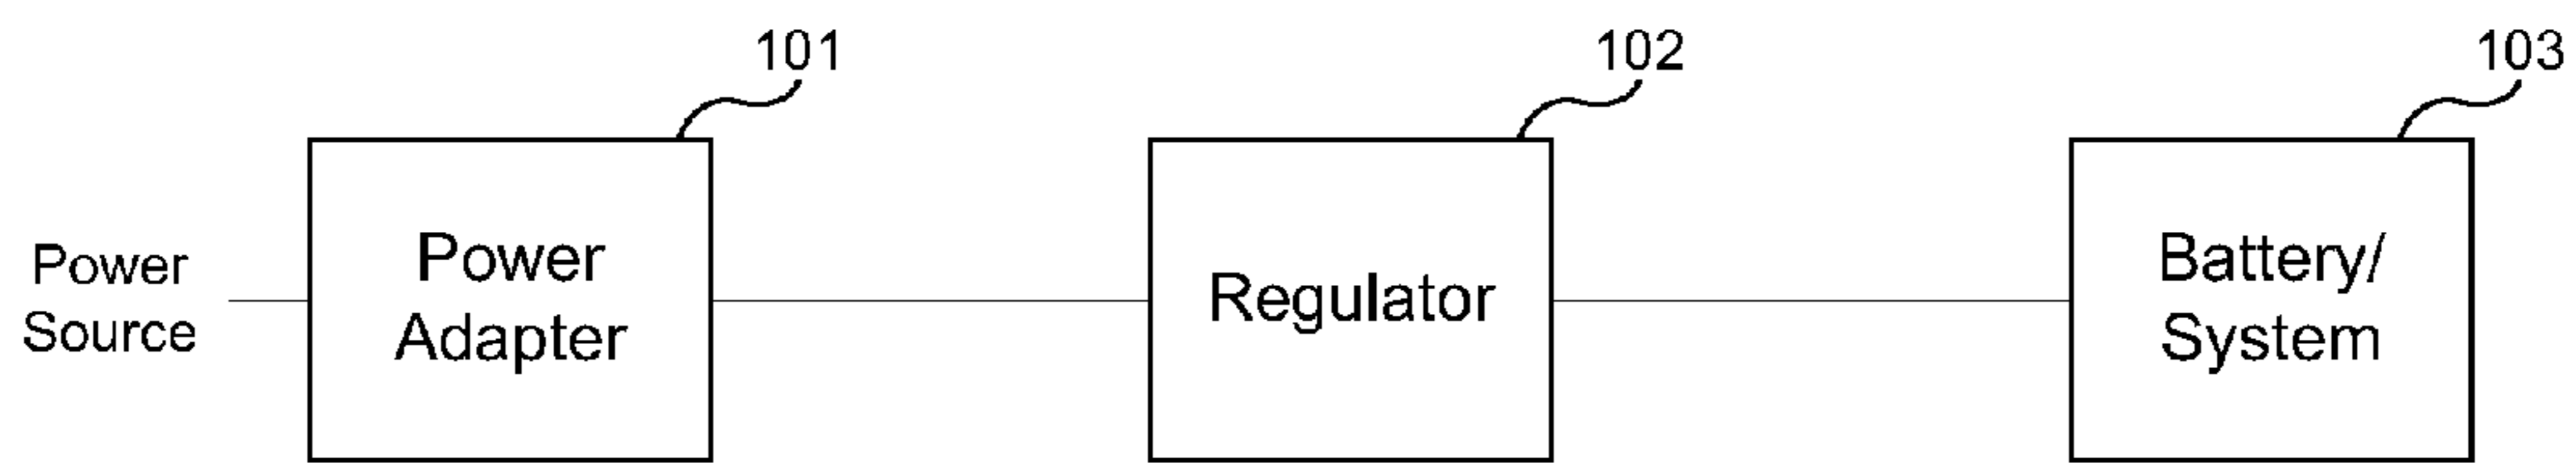 101
102
103
Power
Source
Power
Adapter
Regulator
Battery/
System